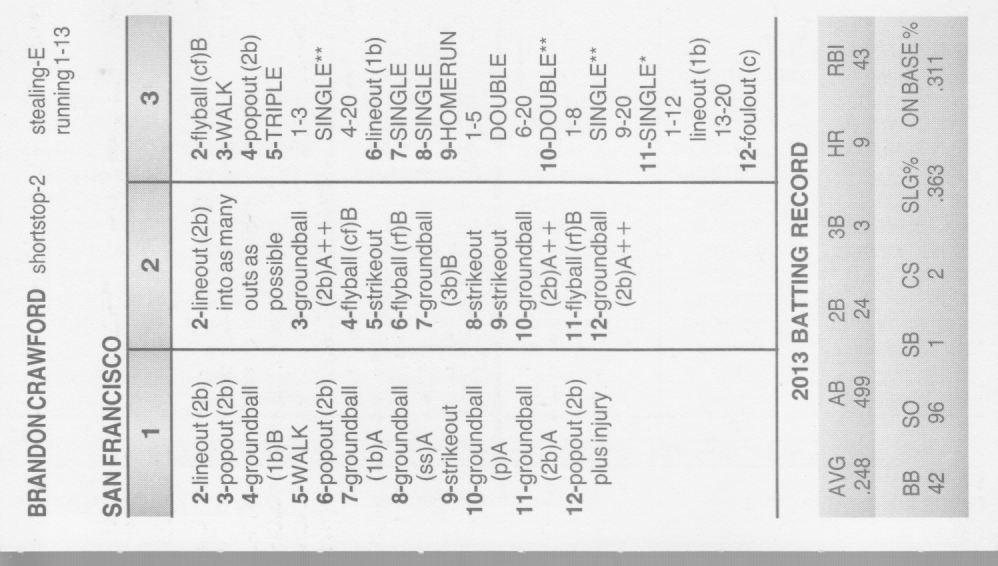 BRANDON CRAWFORD shortstop-2 stealing-E
running 1-13
SAN FRANCISCO
1
2-lineout (2b)
3-popout (2b)
4-groundball
(1b)B
5-WALK
6-popout (2b)
7-groundball
(1b)A
8-groundball
(ss)A
9-strikeout
10-groundball
(p)A
11-groundball
(2b)A
12-popout (2b)
plus injury
2
2-lineout (2b)
into as many
outs as
possible
3-groundball
(2b)A++
4-flyball (cf)B
5-strikeout
6-flyball (rf)B
7-groundball
(3b)B
8-strikeout
9-strikeout
10-groundball
(2b)A++
11-flyball (rf)B
12-groundball
(2b)A++
3
2-flyball (cf)B
3-WALK
4-popout (2b)
5-TRIPLE
1-3
SINGLE**
4-20
6-lineout (1b)
7-SINGLE
8-SINGLE
9-HOMERUN
1-5
DOUBLE
6-20
10-DOUBLE**
1-8
SINGLE**
9-20
11-SINGLE*
1-12
lineout (1b)
13-20
12-foulout (c)
2013 BATTING RECORD
AVG AB 2B 3B HR RBI
.248 499 24 3 9 43
BB SO SB CS SLG% ON BASE%
42 96 1 2 .363 .311